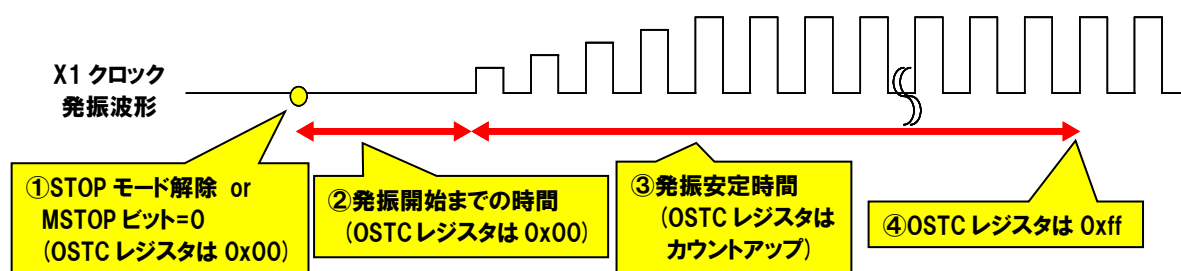 X1 クロック
発振波形
①STOP モード解除 or
MSTOP ビット=0
(OSTC レジスタは 0x00)
②発振開始までの時間
(OSTC レジスタは 0x00)
③発振安定時間
(OSTC レジスタは
カウントアップ)
④OSTC レジスタは 0xff